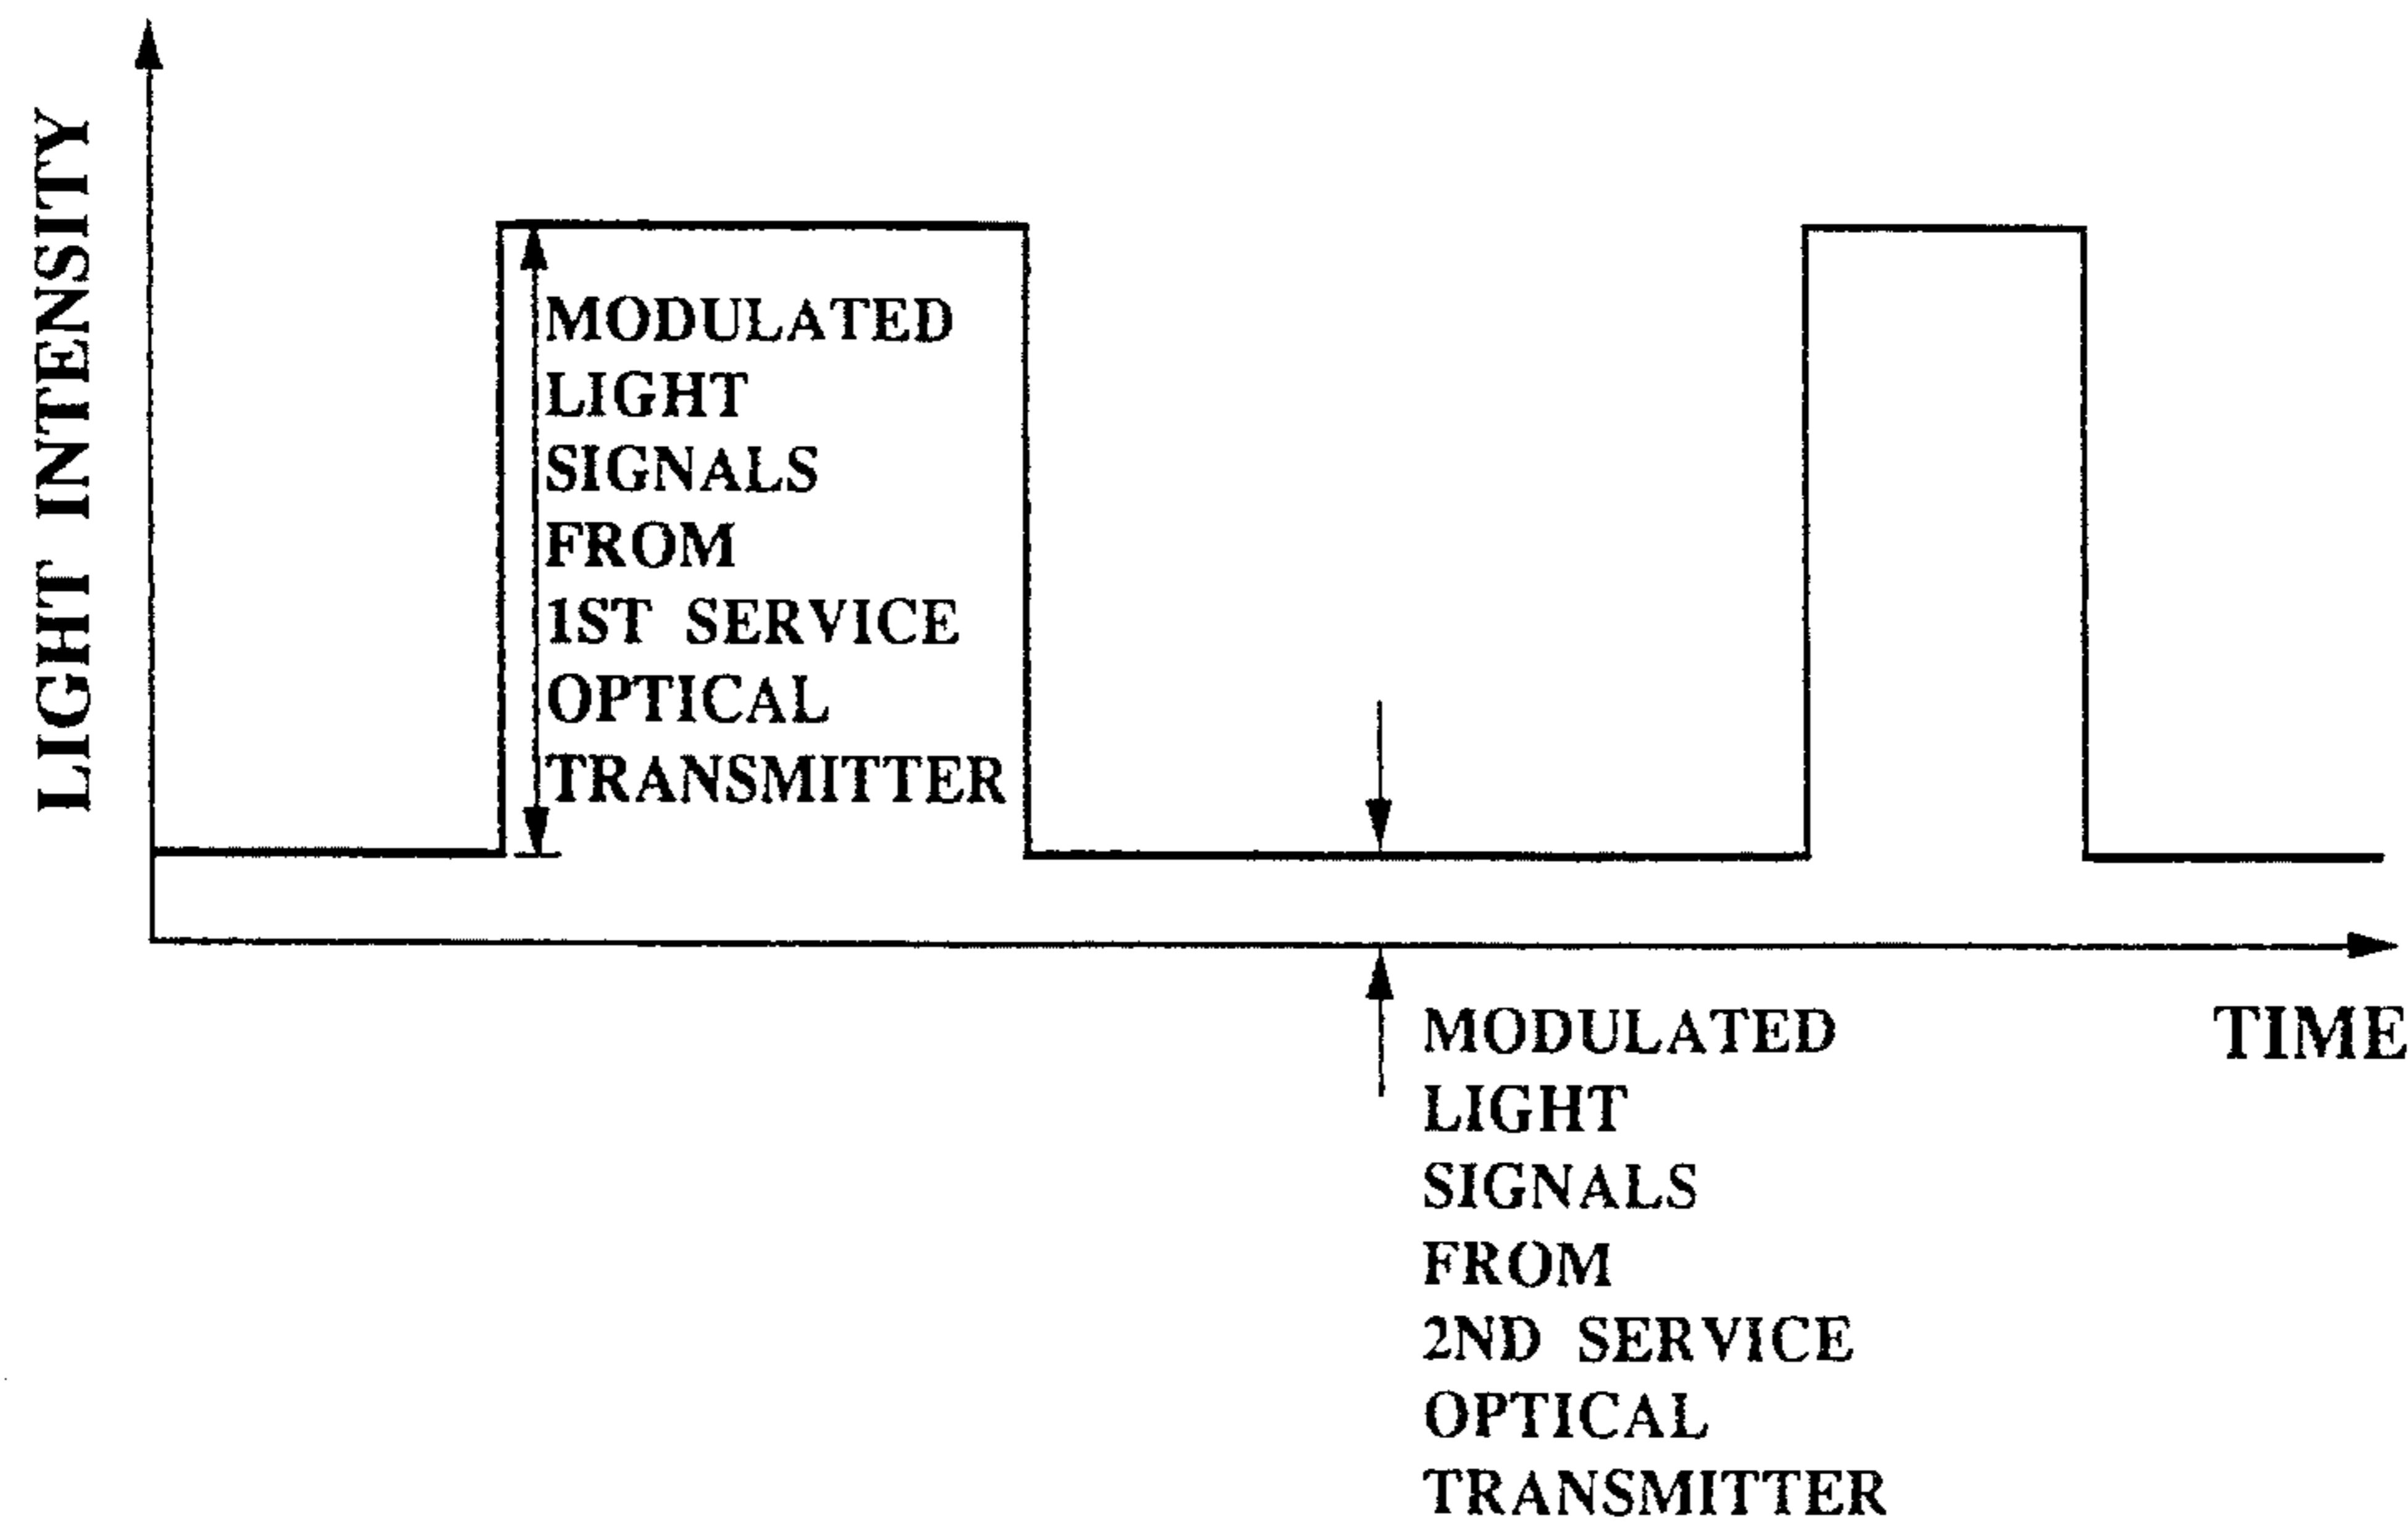 LIGHT INTENSITY
MODULATED
LIGHT
SIGNALS
FROM
1ST SERVICE
OPTICAL
TRANSMITTER
TIME
MODULATED
LIGHT
SIGNALS
FROM
2ND SERVICE
OPTICAL
TRANSMITTER